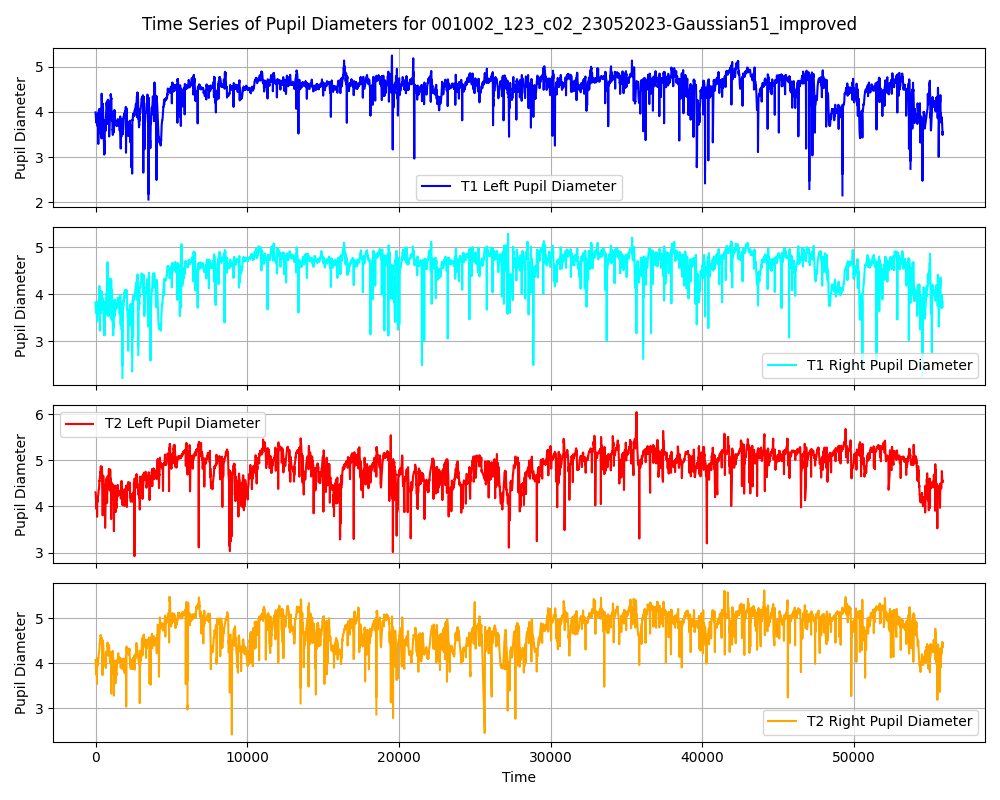 Time Series of Pupil Diameters for 001002_123_c02_23052023-Gaussian51_improved
5
4
3
2
Pupil Diameter
T1 Left Pupil Diameter
5
4
3
Pupil Diameter
T1 Right Pupil Diameter
6
5
4
3
Pupil Diameter
T2 Left Pupil Diameter
5
4
3
Pupil Diameter
T2 Right Pupil Diameter
0 10000 20000 30000 40000 50000
Time